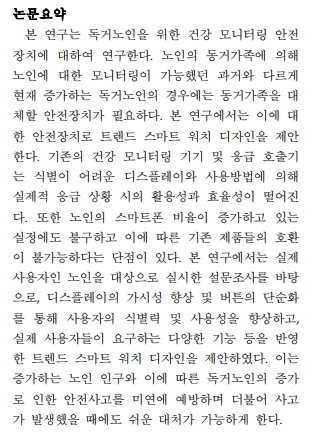 논문요약
본 연구는 독거노인을 위한 건강 모니터링 안전
장치에 대하여 연구한다. 노인의 동거가족에 의해
노인에 대한 모니터링이 가능했던 과거와 다르게
현재 증가하는 독거노인의 경우에는 동거가족을 대
체할 안전장치가 필요하다. 본 연구에서는 이에 대
한 안전장치로 트렌드 스마트 워치 디자인을 제안
한다. 기존의 건강 모니터링 기기 및 응급 호출기
는 식별이 어려운 디스플레이와 사용방법에 의해
실제적 응급 상황 시의 활용성과 효율성이 떨어진
다. 또한 노인의 스마트폰 비율이 증가하고 있는
실정에도 불구하고 이에 따른 기존 제품들의 호환
이 불가능하다는 단점이 있다. 본 연구에서는 실제
사용자인 노인을 대상으로 실시한 설문조사를 바탕
으로, 디스플레이의 가시성 향상 및 버튼의 단순화
를 통해 사용자의 식별력 및 사용성을 향상하고,
실제 사용자들이 요구하는 다양한 기능 등을 반영
한 트렌드 스마트 워치 디자인을 제안하였다. 이는
증가하는 노인 인구와 이에 따른 독거노인의 증가
로 인한 안전사고를 미연에 예방하며 더불어 사고
가 발생했을 때에도 쉬운 대처가 가능하게 한다.